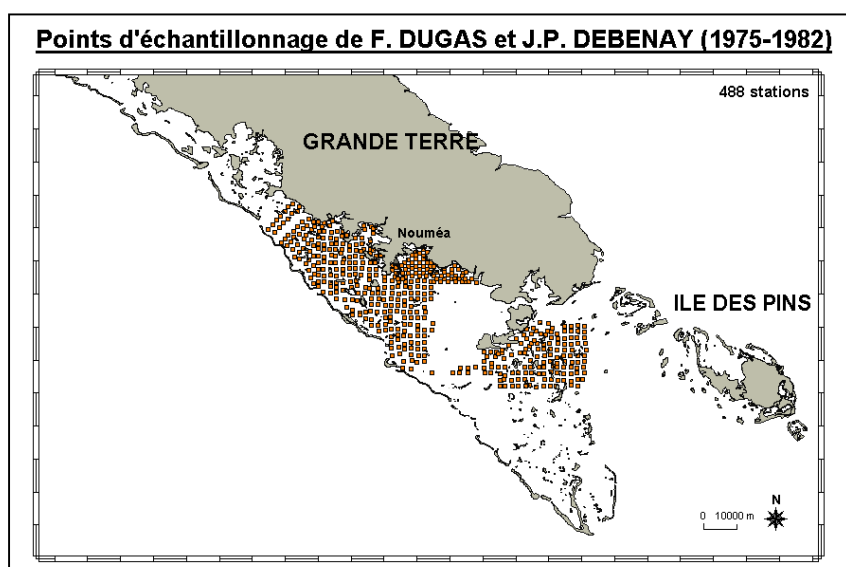 Points d'échantillonnage de F. DUGAS et J.P. DEBENAY (1975-1982)
488 stations
GRANDE TERRE
Nouméa
ILE DES PINS
N
0 10000 m